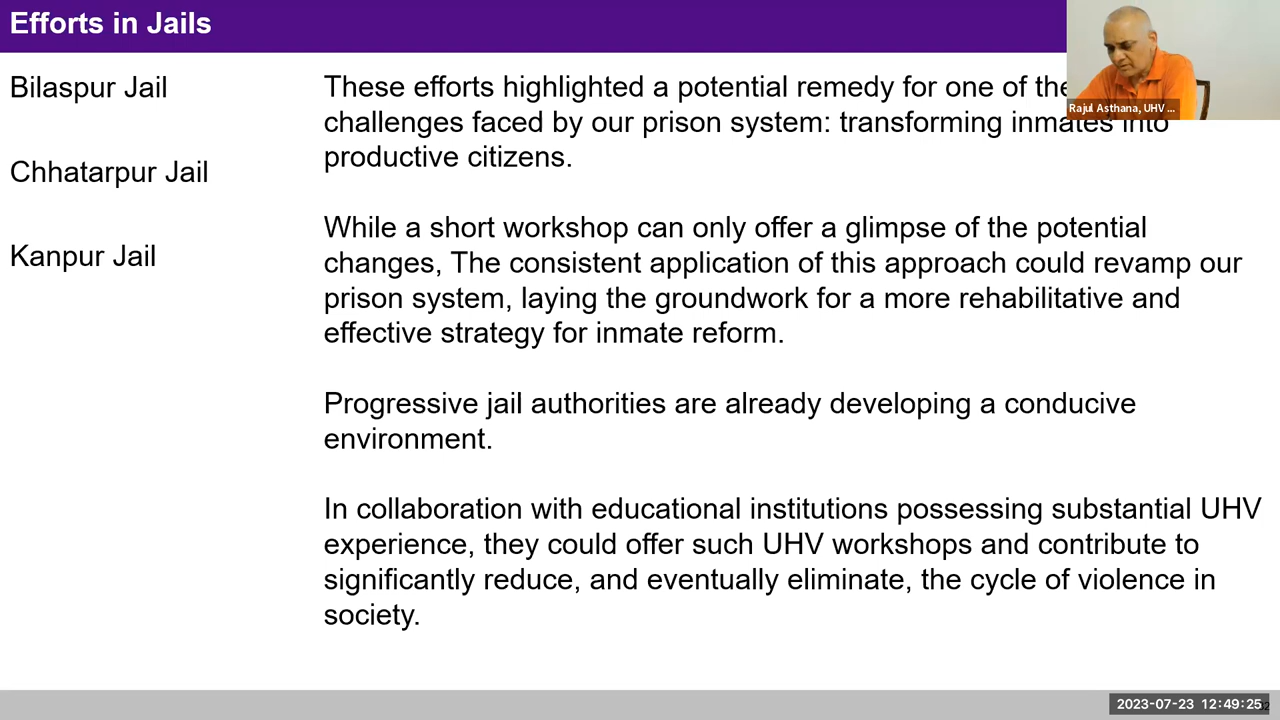 Efforts in Jails
Rajul Asthana, UHV ...
Bilaspur Jail
Chhatarpur Jail
Kanpur Jail
These efforts highlighted a potential remedy for one of the
challenges faced by our prison system: transforming inmates into
productive citizens.
While a short workshop can only offer a glimpse of the potential
changes, The consistent application of this approach could revamp our
prison system, laying the groundwork for a more rehabilitative and
effective strategy for inmate reform.
Progressive jail authorities are already developing a conducive
environment.
In collaboration with educational institutions possessing substantial UHV
experience, they could offer such UHV workshops and contribute to
significantly reduce, and eventually eliminate, the cycle of violence in
society.
2023-07-23 12:49:25